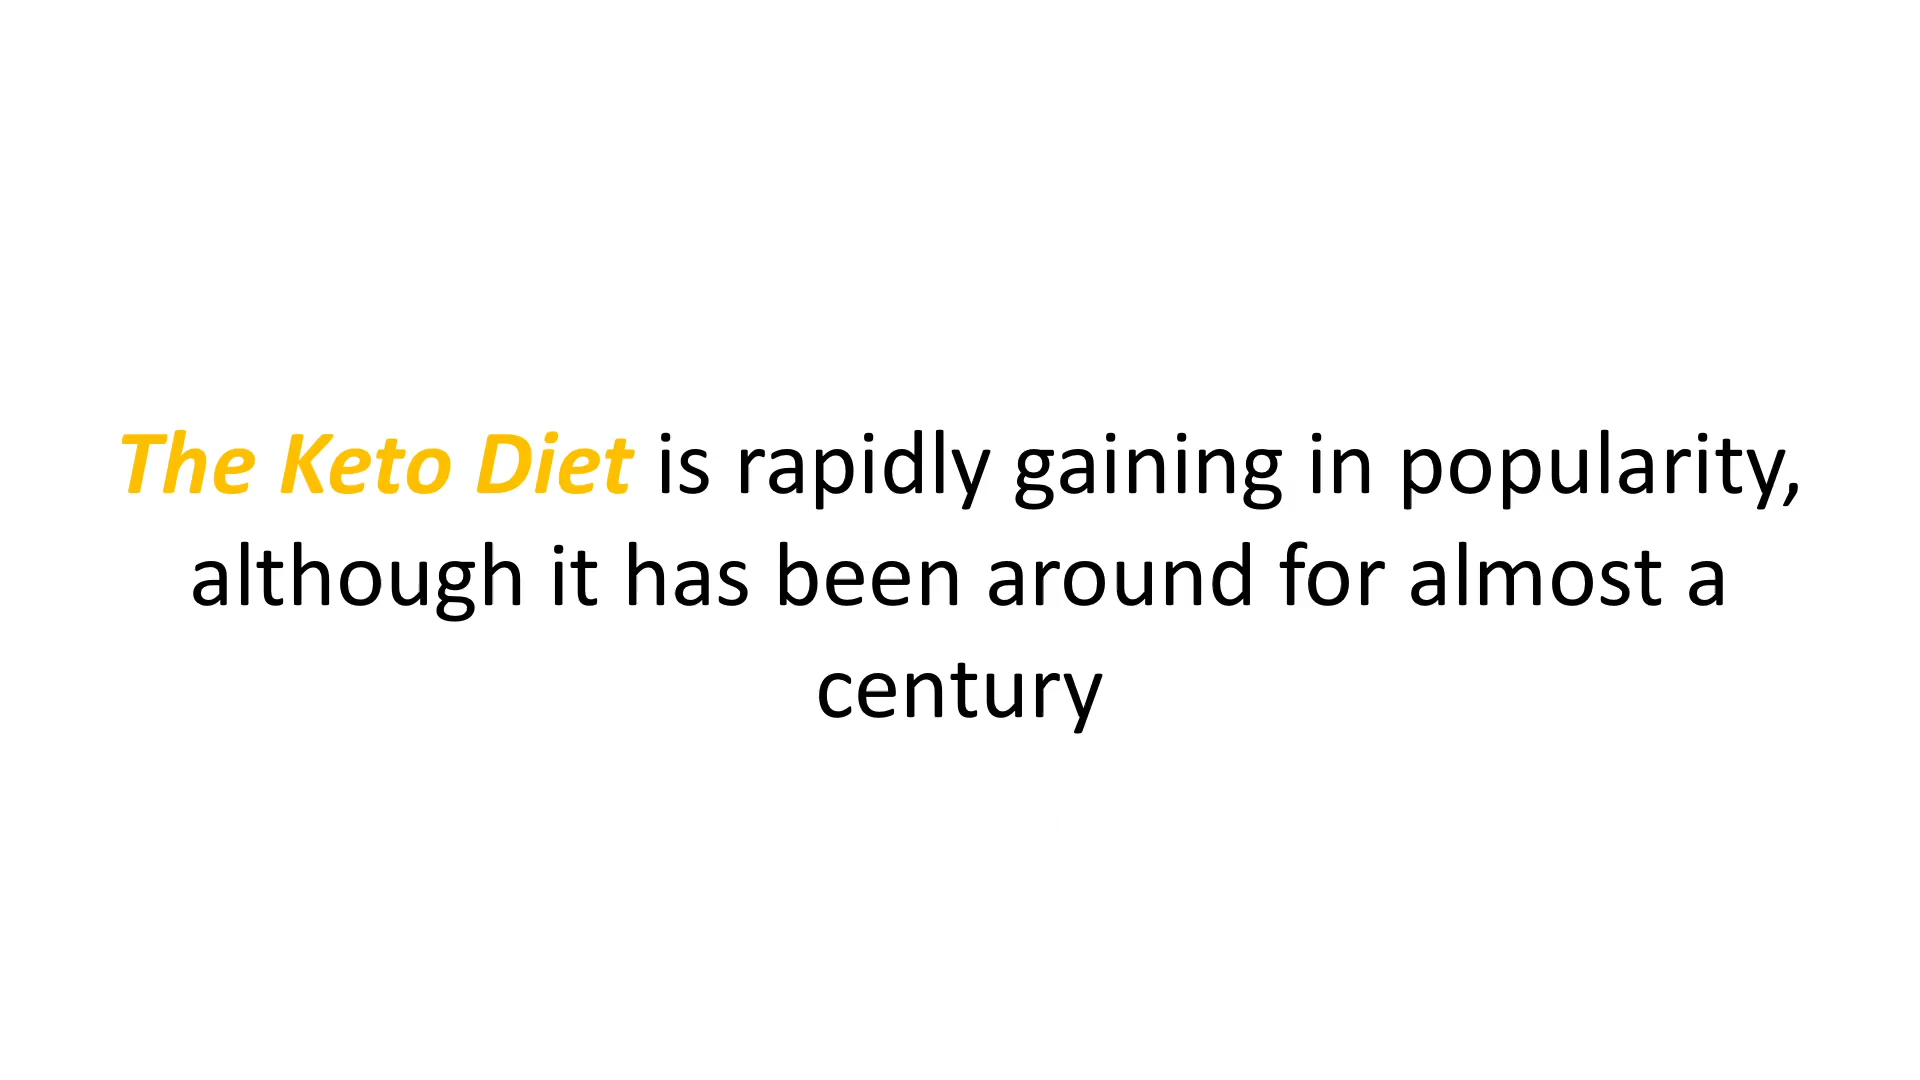 The Keto Diet is rapidly gaining in popularity,
although it has been around for almost a
century